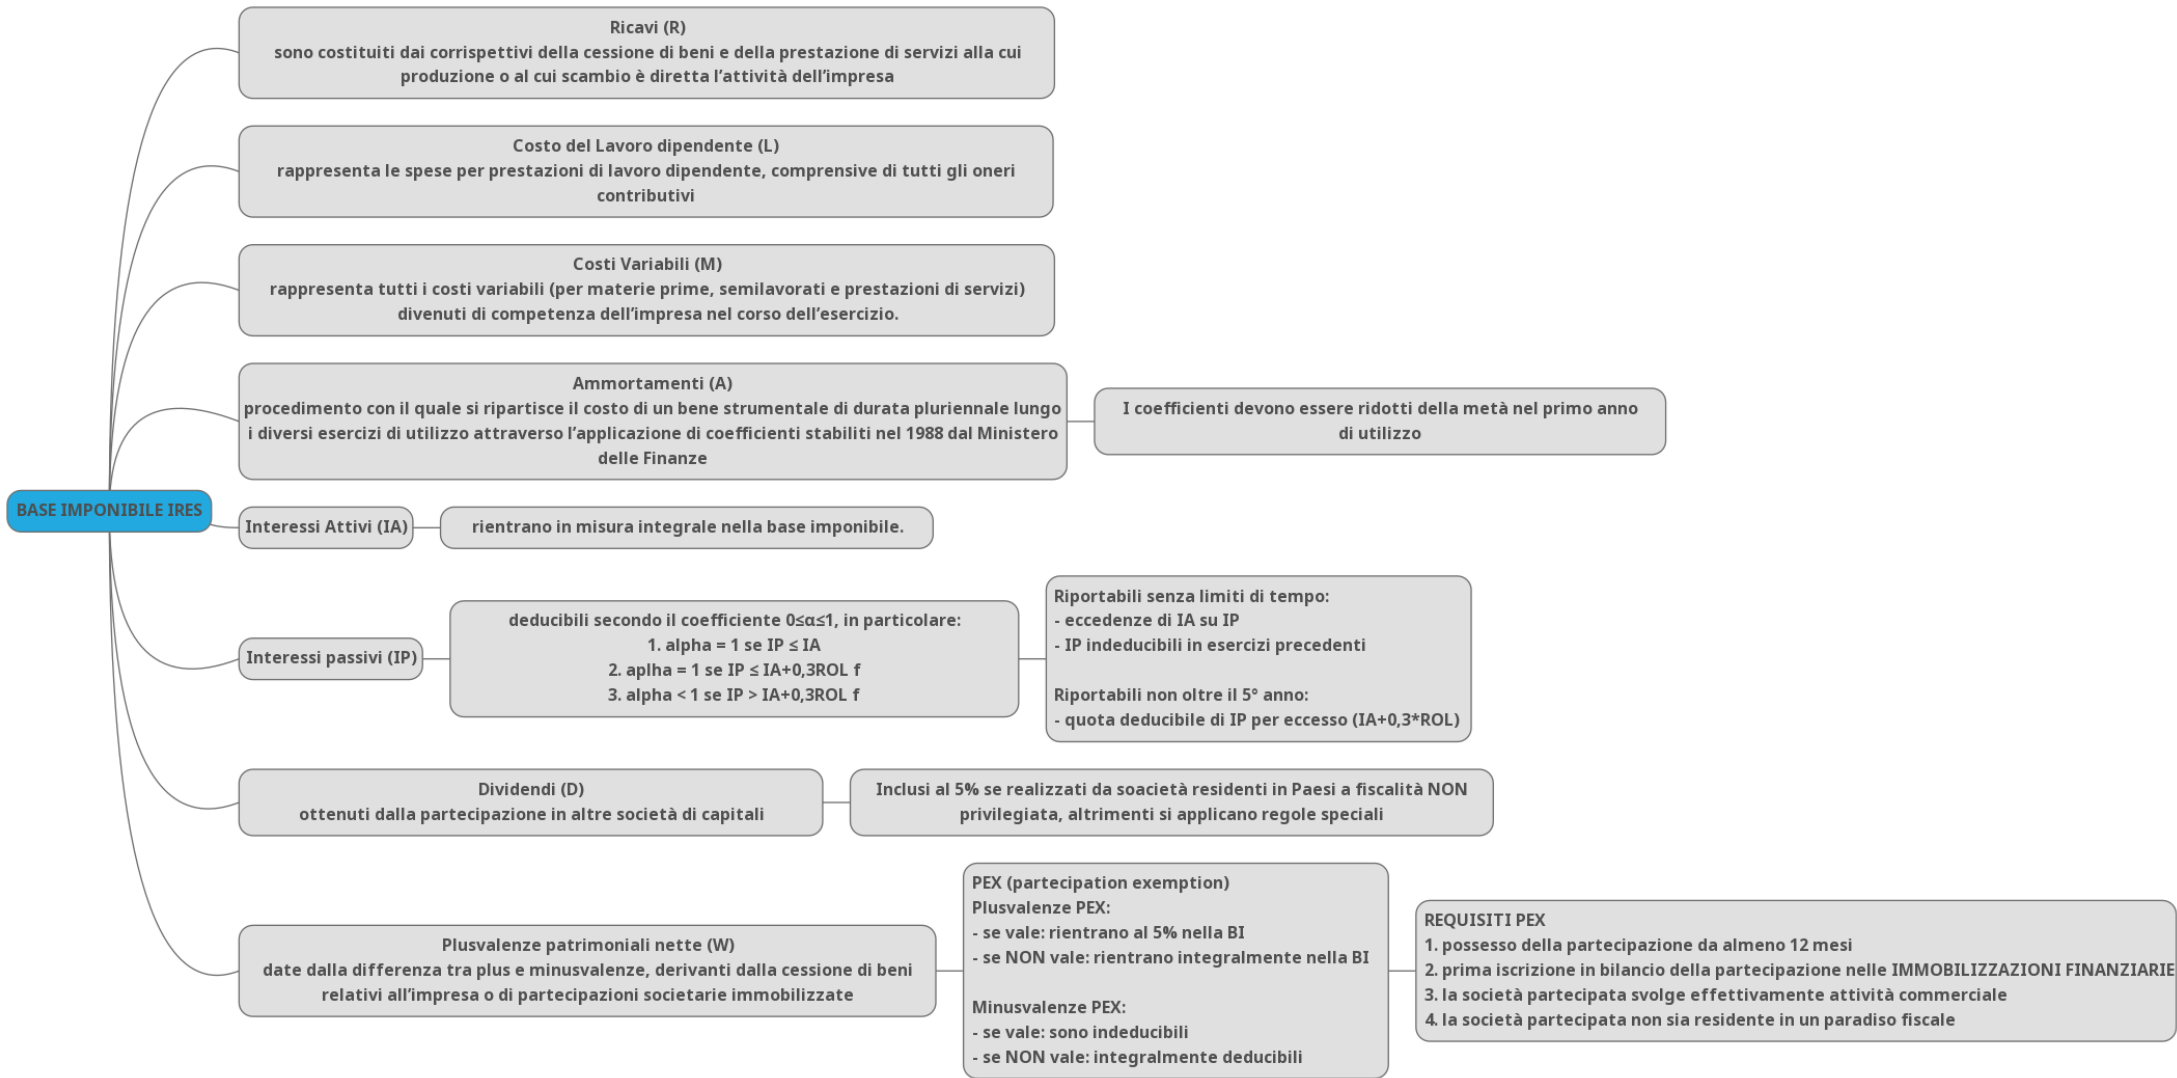 Ricavi (R)
sono costituiti dai corrispettivi della cessione di beni e della prestazione di servizi alla cui
produzione o al cui scambio è diretta l’attività dell’impresa
Costo del Lavoro dipendente (L)
rappresenta le spese per prestazioni di lavoro dipendente, comprensive di tutti gli oneri
contributivi
Costi Variabili (M)
rappresenta tutti i costi variabili (per materie prime, semilavorati e prestazioni di servizi)
divenuti di competenza dell’impresa nel corso dell’esercizio.
Ammortamenti (A)
procedimento con il quale si ripartisce il costo di un bene strumentale di durata pluriennale lungo
i diversi esercizi di utilizzo attraverso l’applicazione di coefficienti stabiliti nel 1988 dal Ministero
delle Finanze
I coefficienti devono essere ridotti della metà nel primo anno
di utilizzo
BASE IMPONIBILE IRES
Interessi Attivi (IA)
rientrano in misura integrale nella base imponibile.
Interessi passivi (IP)
deducibili secondo il coefficiente 0≤α≤1, in particolare:
1. alpha = 1 se IP ≤ IA
2. aplha = 1 se IP ≤ IA+0,3ROL f
3. alpha < 1 se IP > IA+0,3ROL f
Riportabili senza limiti di tempo:
- eccedenze di IA su IP
- IP indeducibili in esercizi precedenti
Riportabili non oltre il 5° anno:
- quota deducibile di IP per eccesso (IA+0,3*ROL)
Dividendi (D)
ottenuti dalla partecipazione in altre società di capitali
Inclusi al 5% se realizzati da soacietà residenti in Paesi a fiscalità NON
privilegiata, altrimenti si applicano regole speciali
Plusvalenze patrimoniali nette (W)
date dalla differenza tra plus e minusvalenze, derivanti dalla cessione di beni
relativi all’impresa o di partecipazioni societarie immobilizzate
PEX (partecipation exemption)
Plusvalenze PEX:
- se vale: rientrano al 5% nella BI
- se NON vale: rientrano integralmente nella BI
Minusvalenze PEX:
- se vale: sono indeducibili
- se NON vale: integralmente deducibili
REQUISITI PEX
1. possesso della partecipazione da almeno 12 mesi
2. prima iscrizione in bilancio della partecipazione nelle IMMOBILIZZAZIONI FINANZIARIE
3. la società partecipata svolge effettivamente attività commerciale
4. la società partecipata non sia residente in un paradiso fiscale